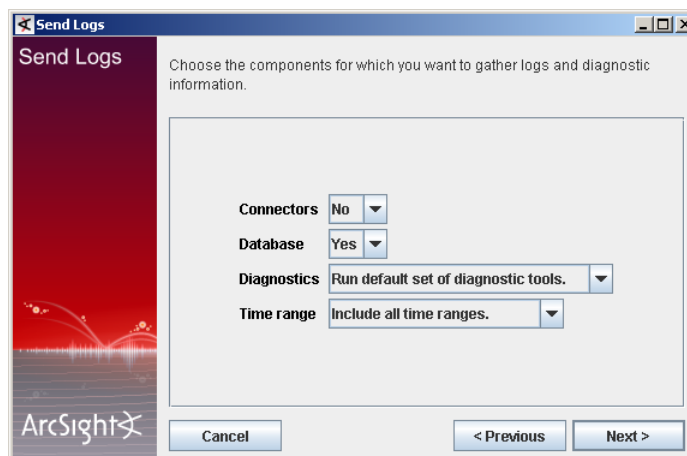 Send Logs
Send Logs
Choose the components for which you want to gather logs and diagnostic
information.
Connectors No
Database Yes
Diagnostics Run default set of diagnostic tools.
Time range Include all time ranges.
ArcSight
Cancel < Previous Next >